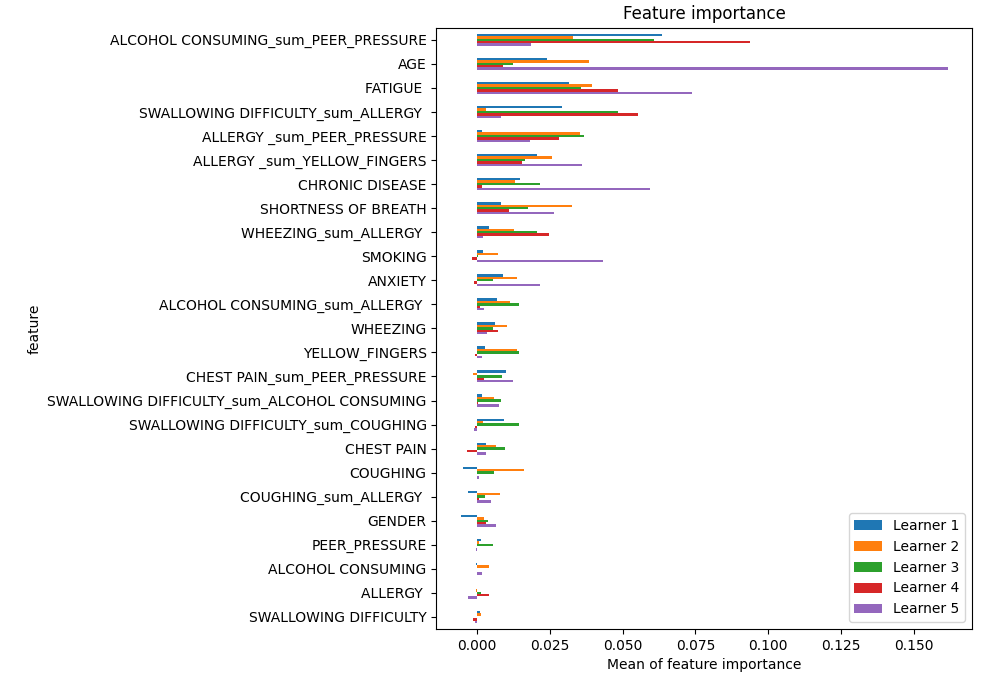 Feature importance
ALCOHOL CONSUMING_sum_PEER_PRESSURE
AGE
FATIGUE
SWALLOWING DIFFICULTY_sum_ALLERGY
ALLERGY _sum_PEER_PRESSURE
ALLERGY _sum_YELLOW_FINGERS
CHRONIC DISEASE
SHORTNESS OF BREATH
WHEEZING_sum_ALLERGY
SMOKING
ANXIETY
ALCOHOL CONSUMING_sum_ALLERGY
WHEEZING
YELLOW_FINGERS
CHEST PAIN_sum_PEER_PRESSURE
SWALLOWING DIFFICULTY_sum_ALCOHOL CONSUMING
SWALLOWING DIFFICULTY_sum_COUGHING
CHEST PAIN
COUGHING
COUGHING_sum_ALLERGY
GENDER
PEER_PRESSURE
ALCOHOL CONSUMING
ALLERGY
SWALLOWING DIFFICULTY
feature
Learner 1
Learner 2
Learner 3
Learner 4
Learner 5
0.000 0.025 0.050 0.075 0.100 0.125 0.150
Mean of feature importance